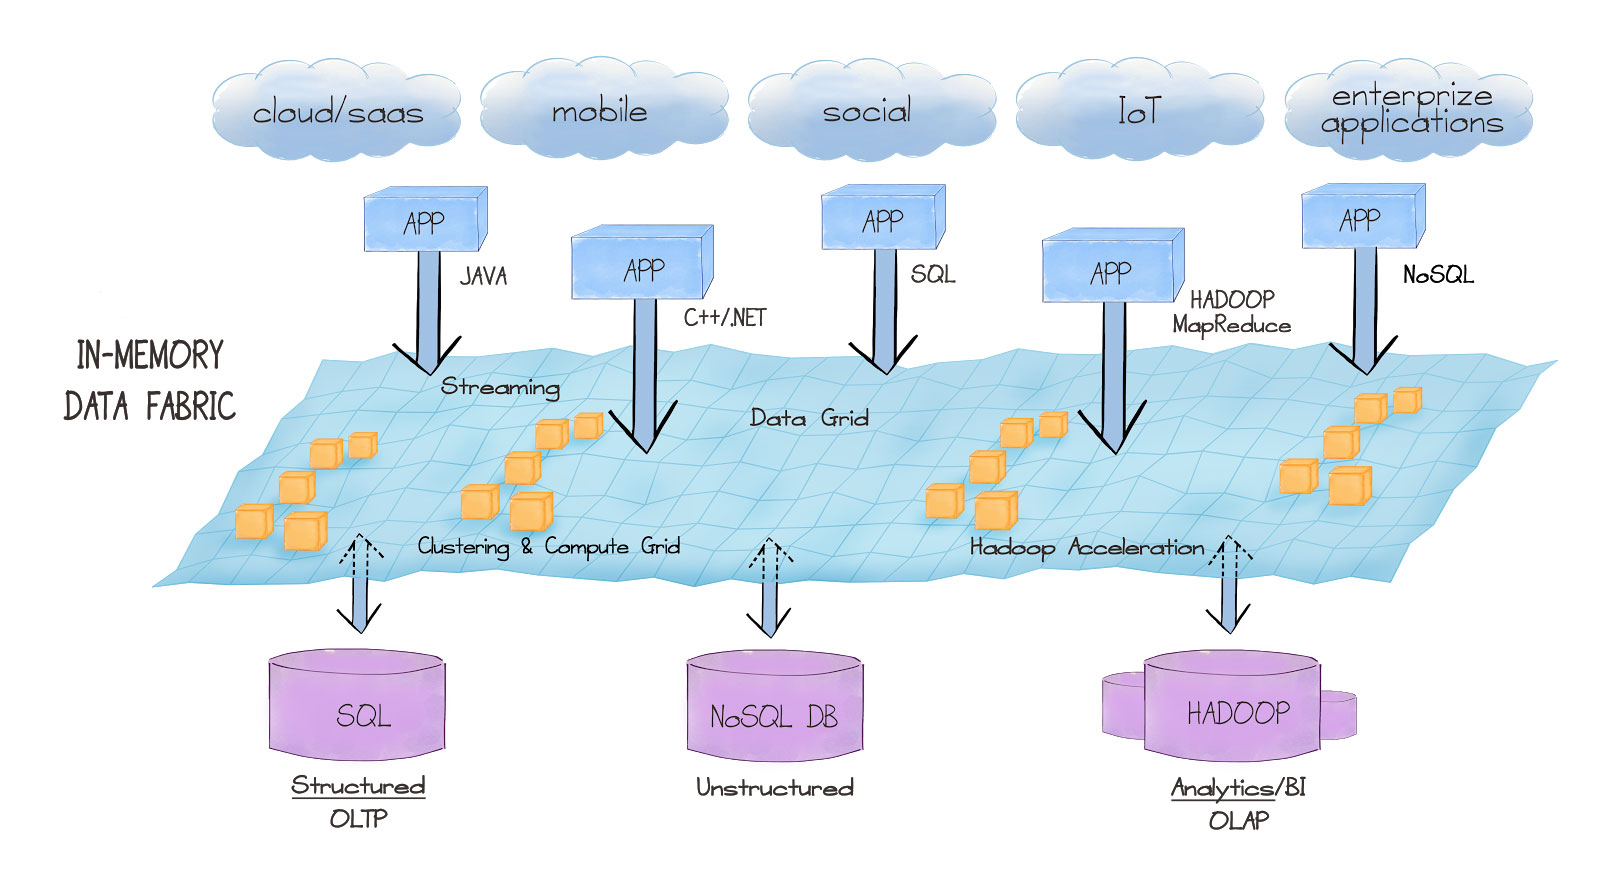 cloud/saas
mobile
social
IoT
enterprize
applications
APP
JAVA
APP
C++/.NET
APP
SQL
APP
HADOOP
MapReduce
APP
NoSQL
IN-MEMORY
DATA FABRIC
Streaming
Data Grid
Clustering & Compute Grid
Hadoop Acceleration
SQL
NoSQL DB
HADOOP
Structured
OLTP
Unstructured
Analytics/BI
OLAP